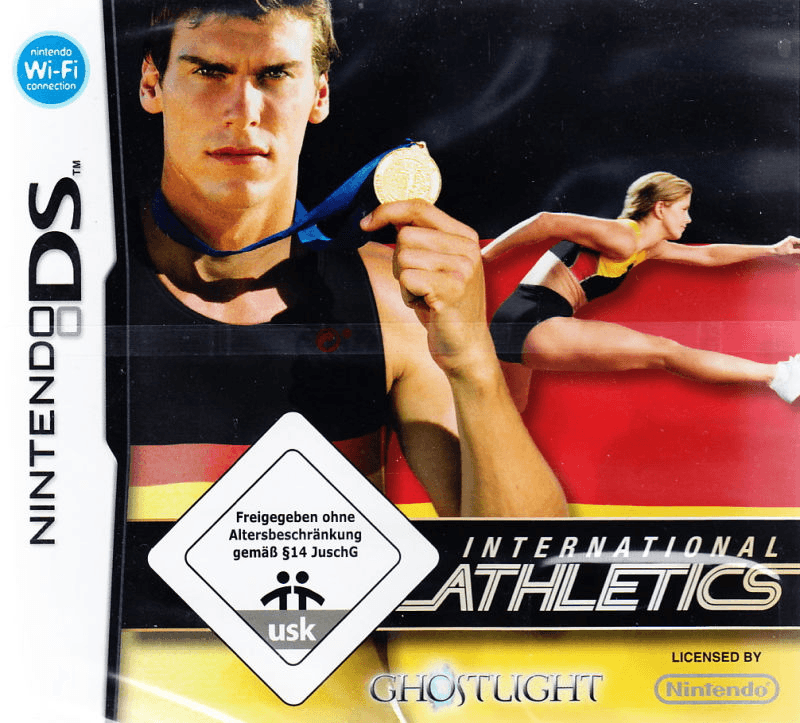 nintendo
Wi-Fi
connection
NINTENDO DS™
Freigegeben ohne
Altersbeschränkung
gemäß §14 JuschG
usk
INTERNATIONAL
ATHLETICS
GHOSTLIGHT
LICENSED BY
Nintendo®